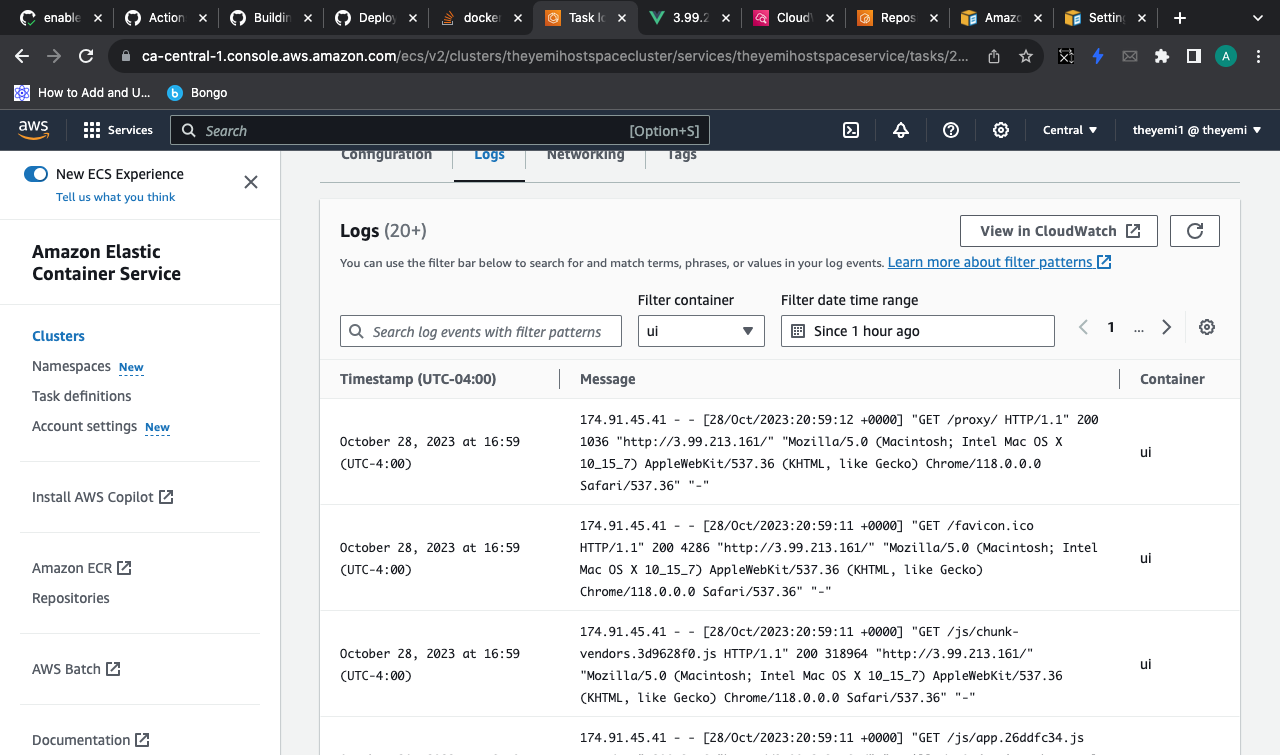 enable
Action
Buildin
Deploy
docker
Task lo
3.99.2
CloudW
Repos
Amazo
Setting
ca-central-1.console.aws.amazon.com/ecs/v2/clusters/theyemihostspacecluster/services/theyemihostspaceservice/tasks/2...
A
How to Add and U...
Bongo
aws
Services
Search
[Option+S]
Central
theyemi1 @ theyemi
New ECS Experience
Tell us what you think
Amazon Elastic
Container Service
Clusters
Namespaces New
Task definitions
Account settings New
Install AWS Copilot
Amazon ECR
Repositories
AWS Batch
Documentation
Configuration
Logs
Networking
Tags
Logs (20+)
View in CloudWatch
You can use the filter bar below to search for and match terms, phrases, or values in your log events. Learn more about filter patterns
Filter container
Filter date time range
Search log events with filter patterns
ui
Since 1 hour ago
1
...
Timestamp (UTC-04:00)
Message
Container
October 28, 2023 at 16:59
(UTC-4:00)
174.91.45.41 - - [28/Oct/2023:20:59:12 +0000] "GET /proxy/ HTTP/1.1" 200
1036 "http://3.99.213.161/" "Mozilla/5.0 (Macintosh; Intel Mac OS X
10_15_7) AppleWebKit/537.36 (KHTML, like Gecko) Chrome/118.0.0.0
Safari/537.36" "-"
ui
October 28, 2023 at 16:59
(UTC-4:00)
174.91.45.41 - - [28/Oct/2023:20:59:11 +0000] "GET /favicon.ico
HTTP/1.1" 200 4286 "http://3.99.213.161/" "Mozilla/5.0 (Macintosh; Intel
Mac OS X 10_15_7) AppleWebKit/537.36 (KHTML, like Gecko)
Chrome/118.0.0.0 Safari/537.36" "-"
ui
October 28, 2023 at 16:59
(UTC-4:00)
174.91.45.41 - - [28/Oct/2023:20:59:11 +0000] "GET /js/chunk-
vendors.3d9628f0.js HTTP/1.1" 200 318964 "http://3.99.213.161/"
"Mozilla/5.0 (Macintosh; Intel Mac OS X 10_15_7) AppleWebKit/537.36
(KHTML, like Gecko) Chrome/118.0.0.0 Safari/537.36" "-"
ui
174.91.45.41 - - [28/Oct/2023:20:59:11 +0000] "GET /js/app.26ddfc34.js